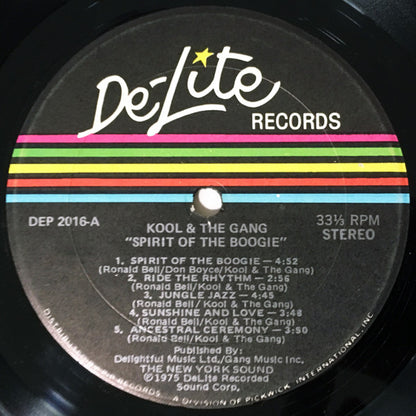 De-Lite
RECORDS
DEP 2016-A
33⅓ RPM
STEREO
KOOL & THE GANG
"SPIRIT OF THE BOOGIE"
1. SPIRIT OF THE BOOGIE — 4:52
(Ronald Bell/Don Boyce/Kool & The Gang)
2. RIDE THE RHYTHM — 2:56
(Ronald Bell/Kool & The Gang)
3. JUNGLE JAZZ — 4:45
(Ronald Bell/Kool & The Gang)
4. SUNSHINE AND LOVE — 3:48
(Ronald Bell/Kool & The Gang)
5. ANCESTRAL CEREMONY — 3:50
(Ronald Bell/Kool & The Gang)
Published By:
Delightful Music Ltd./Gang Music Inc.
THE NEW YORK SOUND
©1975 DeLite Recorded
Sound Corp.
DISTRIBUTED RECORDS A DIVISION OF PICKWICK INTERNATIONAL, INC.